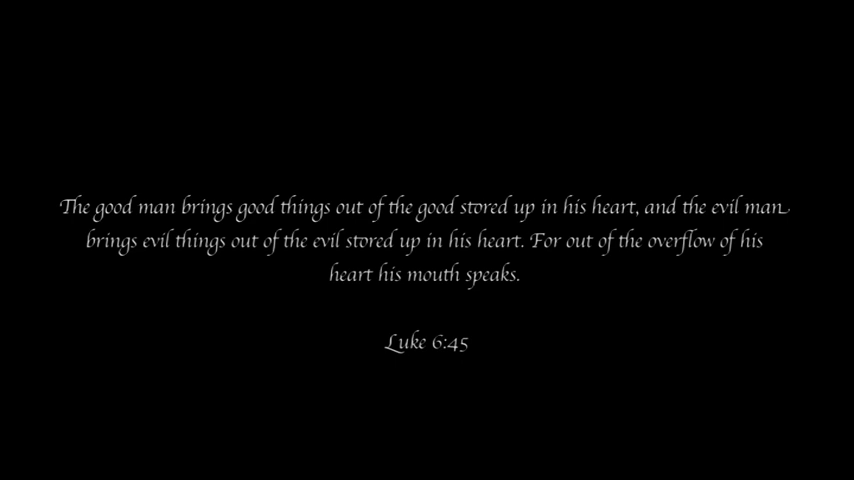 The good man brings good things out of the good stored up in his heart, and the evil man
brings evil things out of the evil stored up in his heart. For out of the overflow of his
heart his mouth speaks.
Luke 6:45